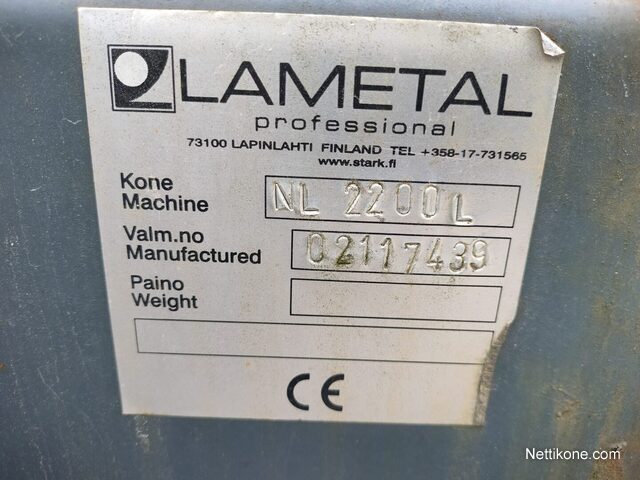 LAMETAL
professional
73100 LAPINLAHTI FINLAND TEL +358-17-731565
www.stark.fi
Kone
Machine
NL 2200 L
Valm.no
Manufactured
02117439
Paino
Weight
CE
Nettikone.com